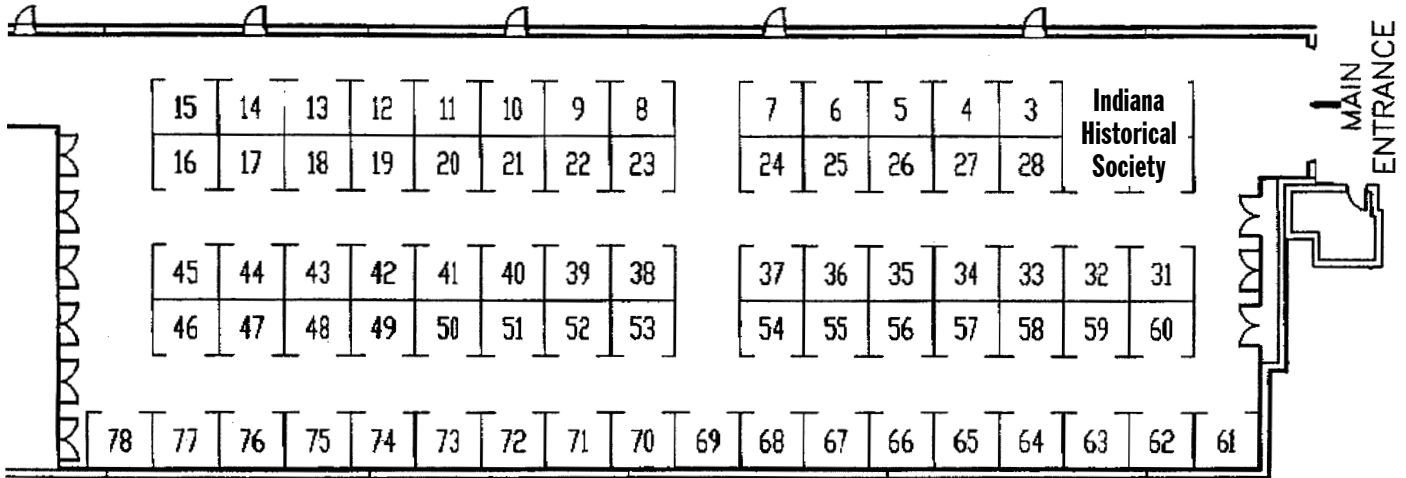 15 14 13 12 11 10 9 8 7 6 5 4 3
Indiana
Historical
Society
16 17 18 19 20 21 22 23 24 25 26 27 28
MAIN
ENTRANCE
45 44 43 42 41 40 39 38 37 36 35 34 33 32 31
46 47 48 49 50 51 52 53 54 55 56 57 58 59 60
78 77 76 75 74 73 72 71 70 69 68 67 66 65 64 63 62 61